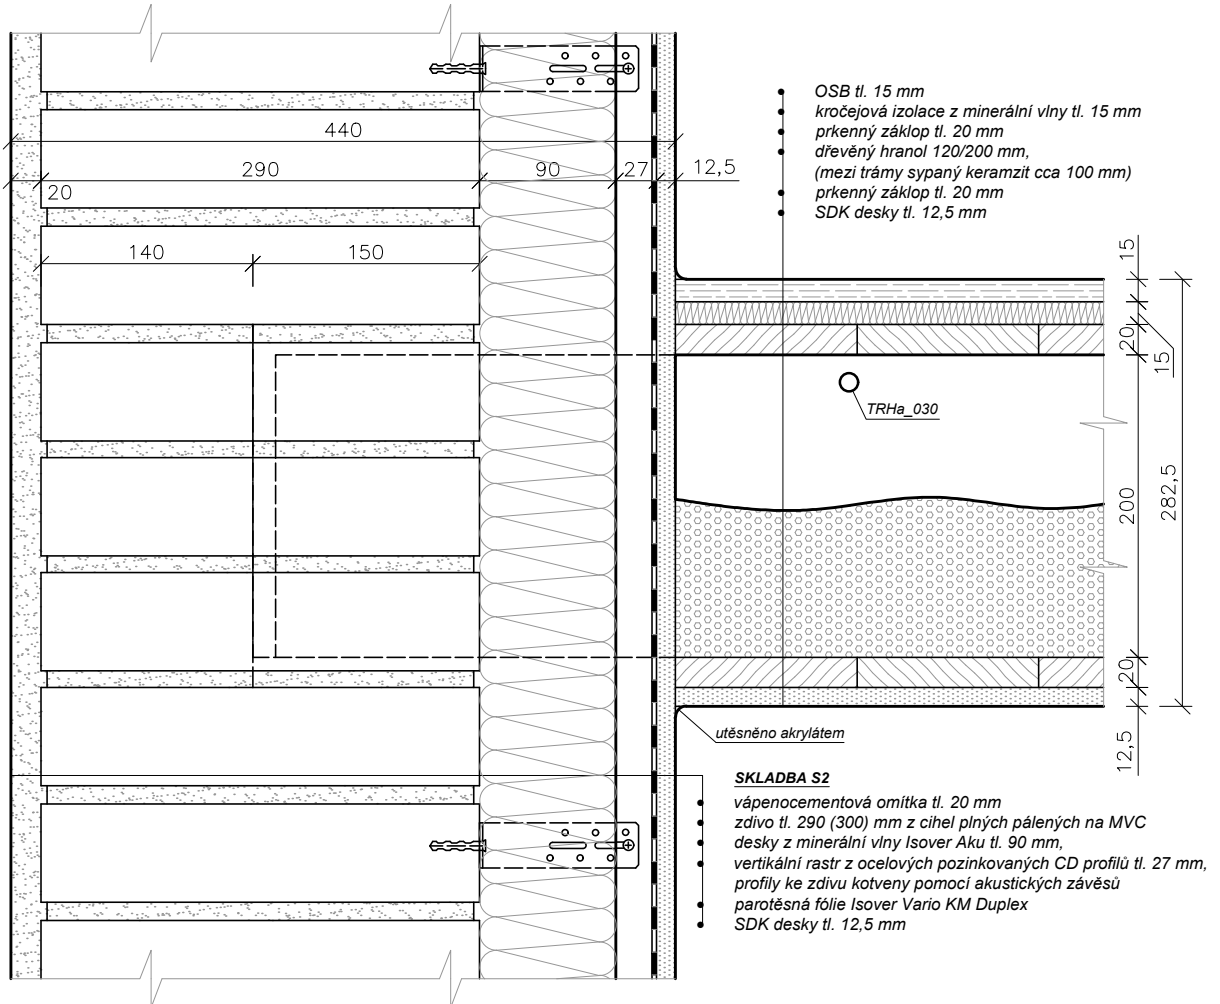 OSB tl. 15 mm
kročejová izolace z minerální vlny tl. 15 mm
prkenný záklop tl. 20 mm
dřevěný hranol 120/200 mm,
(mezi trámy sypaný keramzit cca 100 mm)
prkenný záklop tl. 20 mm
SDK desky tl. 12,5 mm
440
290
90
27
12,5
20
140
150
15
20
15
200
282,5
20
12,5
TRHa_030
utěsněno akrylátem
SKLADBA S2
vápenocementová omítka tl. 20 mm
zdivo tl. 290 (300) mm z cihel plných pálených na MVC
desky z minerální vlny Isover Aku tl. 90 mm,
vertikální rastr z ocelových pozinkovaných CD profilů tl. 27 mm,
profily ke zdivu kotveny pomocí akustických závěsů
parotěsná fólie Isover Vario KM Duplex
SDK desky tl. 12,5 mm